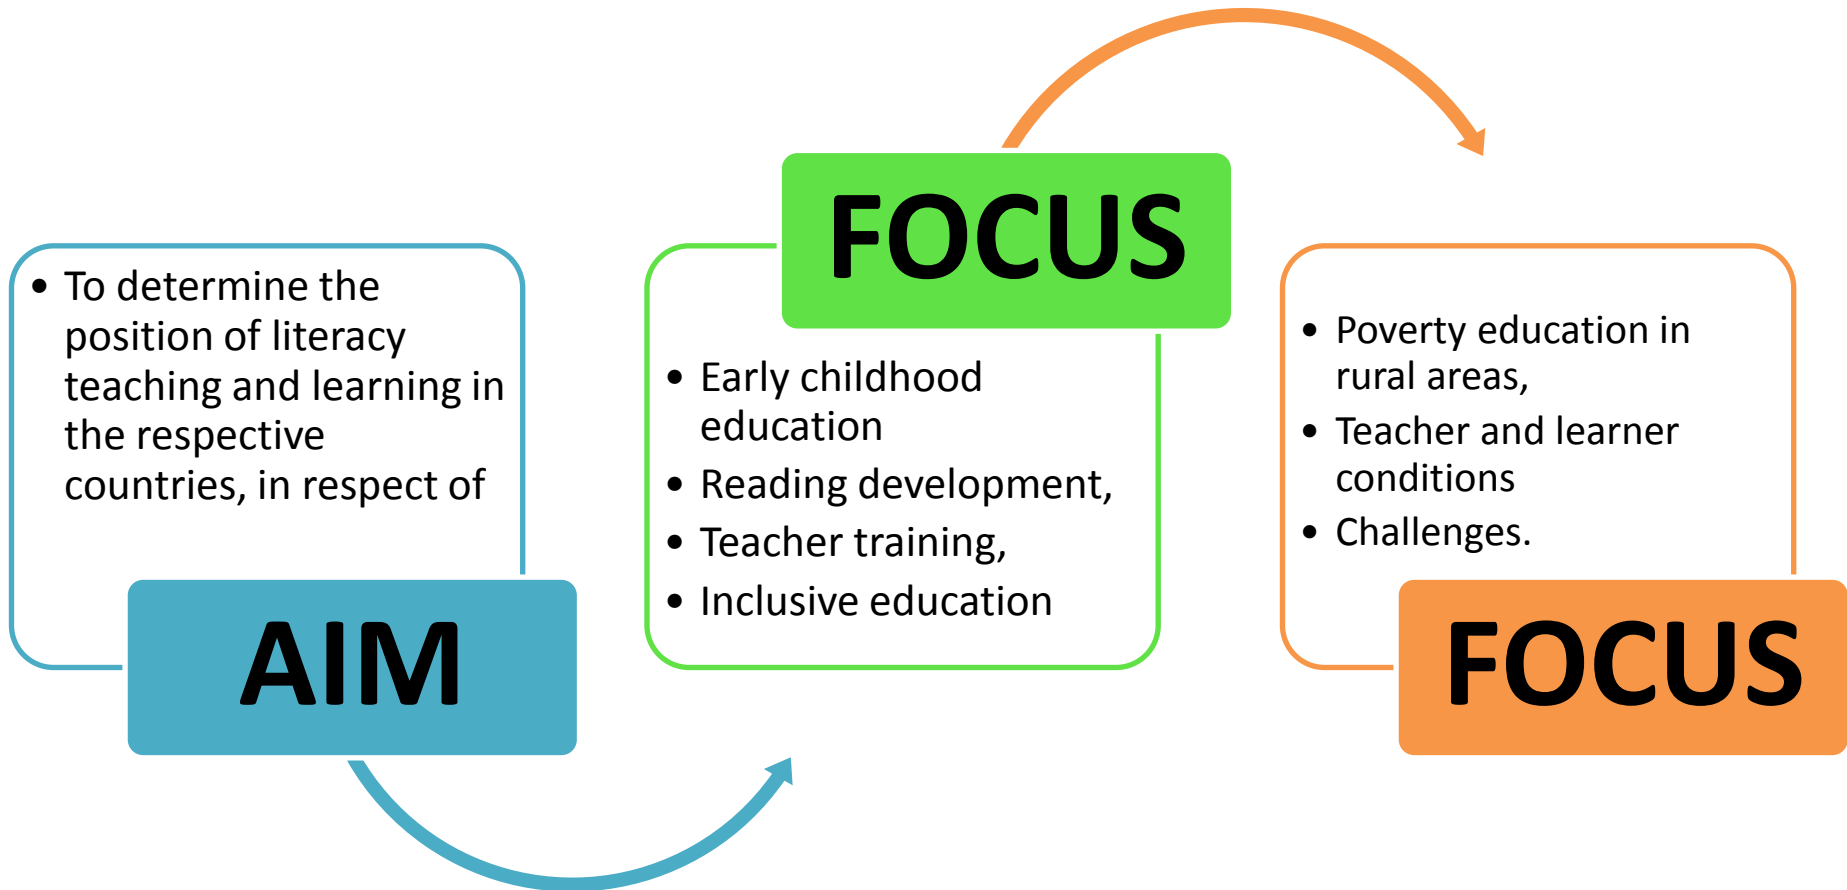 • To determine the
position of literacy
teaching and learning in
the respective
countries, in respect of
AIM
FOCUS
• Early childhood
education
• Reading development,
• Teacher training,
• Inclusive education
• Poverty education in
rural areas,
• Teacher and learner
conditions
• Challenges.
FOCUS